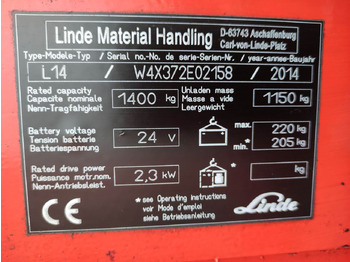 Linde Material Handling
D-63743 Aschaffenburg
Carl-von-Linde-Platz
Type-Modele-Typ / Serial no.-No. de serie-Serien-Nr. / year-annee-Baujahr
L14 / W4X372E02158 / 2014
Rated capacity
Capacite nominale
Nenn-Tragfähigkeit
1400 kg
Unladen mass
Masse a vide
Leergewicht
1150 kg
Battery voltage
Tension batterie
Batteriespannung
24 V
max. 220 kg
min. * 205 kg
Rated drive power
Puissance motr.nom.
Nenn-Antriebsleist.
2,3 kW
kg
CE
* see Operating instructions
voir Mode d'emploi
siehe Betriebsanleitung
Linde